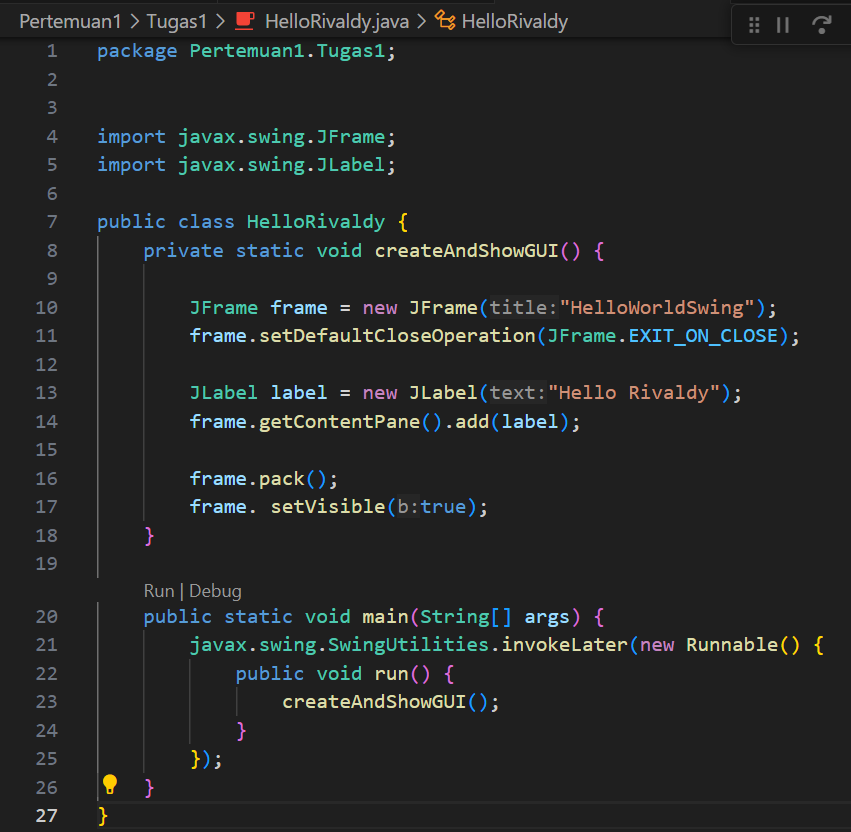 Pertemuan1 > Tugas1 > HelloRivaldy.java > HelloRivaldy
1 package Pertemuan1.Tugas1;
2
3
4 import javax.swing.JFrame;
5 import javax.swing.JLabel;
6
7 public class HelloRivaldy {
8 private static void createAndShowGUI() {
9
10 JFrame frame = new JFrame(title:"HelloWorldSwing");
11 frame.setDefaultCloseOperation(JFrame.EXIT_ON_CLOSE);
12
13 JLabel label = new JLabel(text:"Hello Rivaldy");
14 frame.getContentPane().add(label);
15
16 frame.pack();
17 frame. setVisible(b:true);
18 }
19
Run | Debug
20 public static void main(String[] args) {
21 javax.swing.SwingUtilities.invokeLater(new Runnable() {
22 public void run() {
23 createAndShowGUI();
24 }
25 });
26 }
27 }